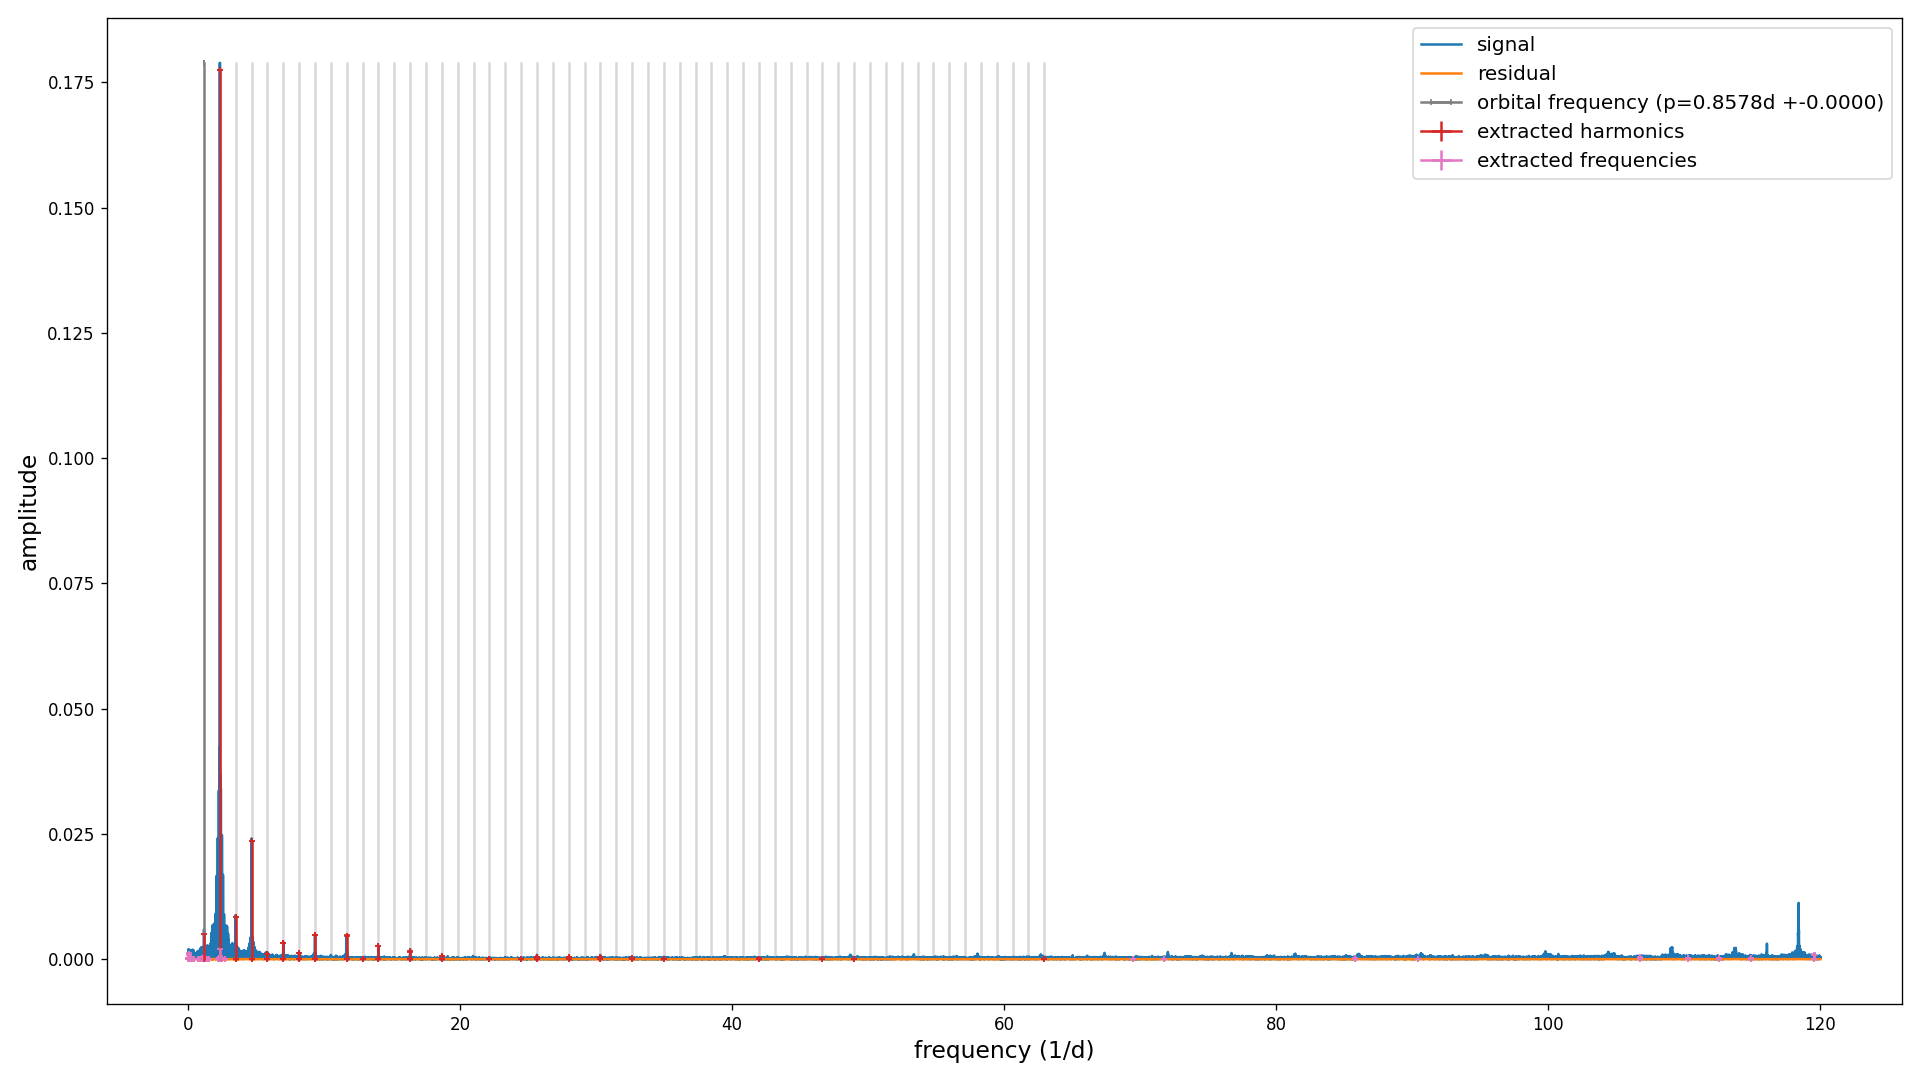 signal
residual
orbital frequency (p=0.8578d +-0.0000)
extracted harmonics
extracted frequencies
0.175
0.150
0.125
0.100
0.075
0.050
0.025
0.000
amplitude
0 20 40 60 80 100 120
frequency (1/d)